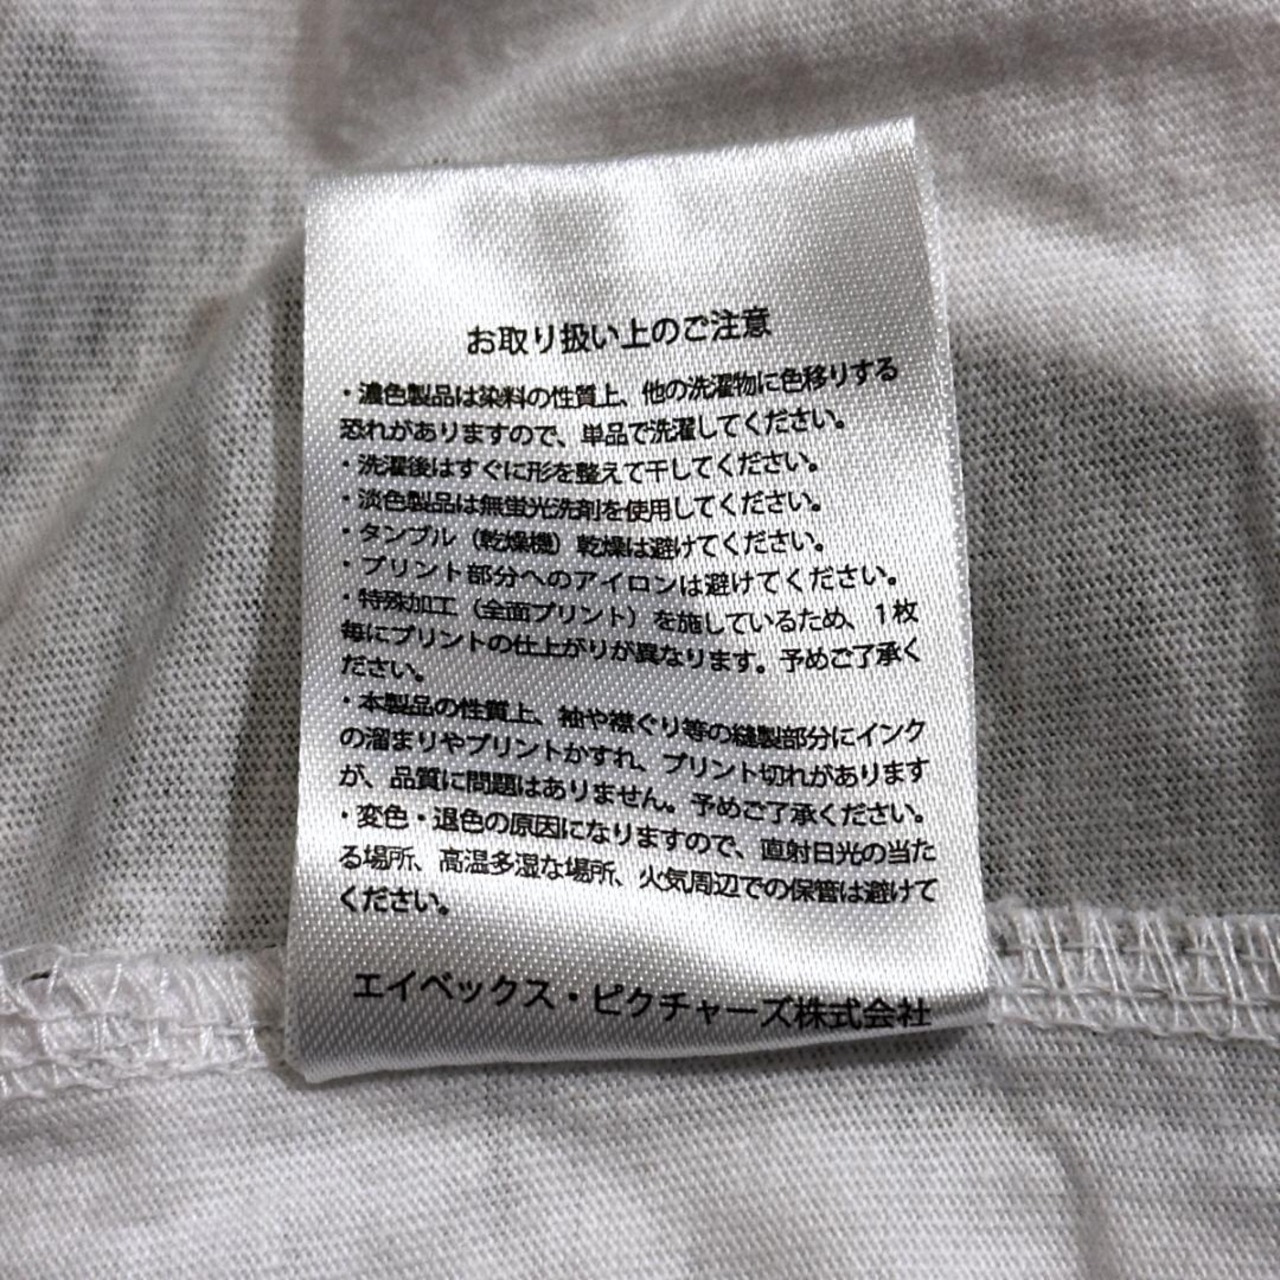 お取り扱い上のご注意
・濃色製品は染料の性質上、他の洗濯物に色移りする
恐れがありますので、単品で洗濯してください。
・洗濯後はすぐに形を整えて干してください。
・淡色製品は無蛍光洗剤を使用してください。
・タンブル（乾燥機）乾燥は避けてください。
・プリント部分へのアイロンは避けてください。
・特殊加工（全面プリント）を施しているため、1枚
毎にプリントの仕上がりが異なります。予めご了承く
ださい。
・本製品の性質上、袖や襟ぐり等の縫製部分にインク
の溜まりやプリントかすれ、プリント切れがあります
が、品質に問題はありません。予めご了承ください。
・変色・退色の原因になりますので、直射日光の当た
る場所、高温多湿な場所、火気周辺での保管は避けて
ください。
エイベックス・ピクチャーズ株式会社